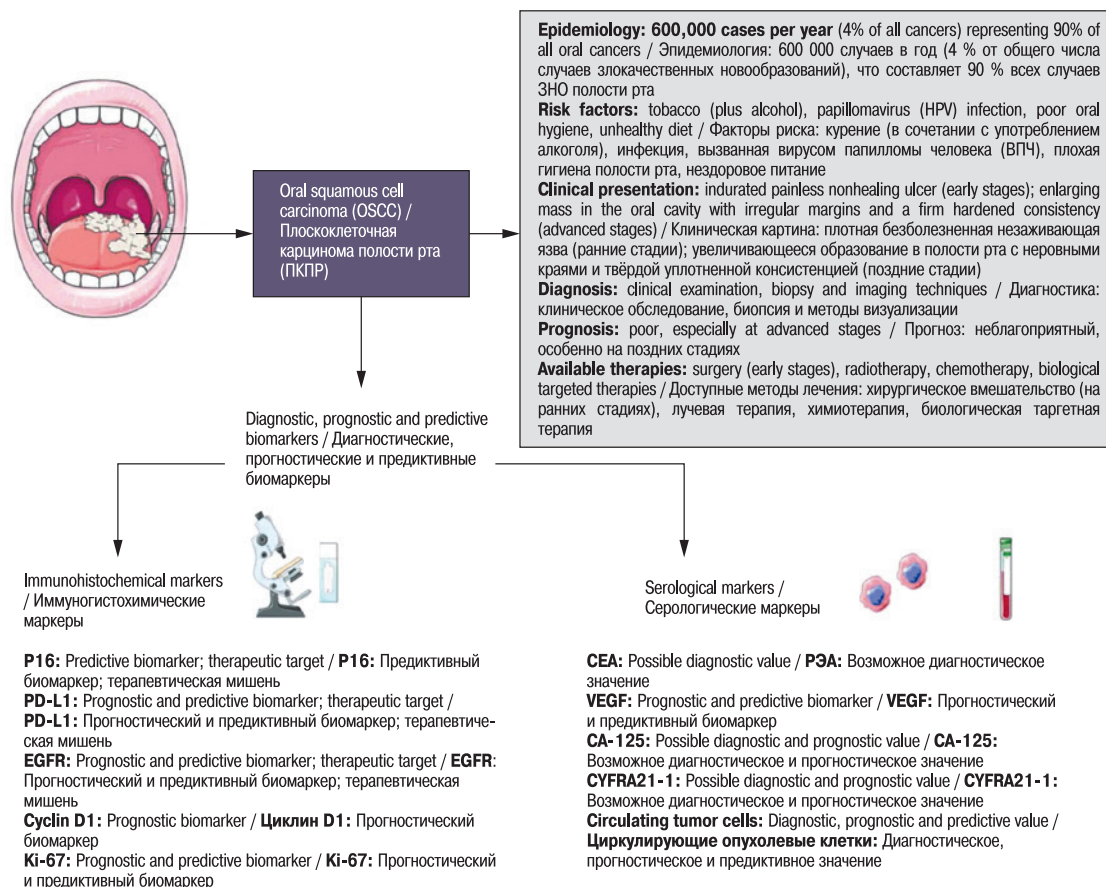 Epidemiology: 600,000 cases per year (4% of all cancers) representing 90% of
all oral cancers / Эпидемиология: 600 000 случаев в год (4 % от общего числа
случаев злокачественных новообразований), что составляет 90 % всех случаев
ЗНО полости рта
Risk factors: tobacco (plus alcohol), papillomavirus (HPV) infection, poor oral
hygiene, unhealthy diet / Факторы риска: курение (в сочетании с употреблением
алкоголя), инфекция, вызванная вирусом папилломы человека (ВПЧ), плохая
гигиена полости рта, нездоровое питание
Clinical presentation: indurated painless nonhealing ulcer (early stages); enlarging
mass in the oral cavity with irregular margins and a firm hardened consistency
(advanced stages) / Клиническая картина: плотная безболезненная незаживающая
язва (ранние стадии); увеличивающееся образование в полости рта с неровными
краями и твёрдой уплотненной консистенцией (поздние стадии)
Diagnosis: clinical examination, biopsy and imaging techniques / Диагностика:
клиническое обследование, биопсия и методы визуализации
Prognosis: poor, especially at advanced stages / Прогноз: неблагоприятный,
особенно на поздних стадиях
Available therapies: surgery (early stages), radiotherapy, chemotherapy, biological
targeted therapies / Доступные методы лечения: хирургическое вмешательство (на
ранних стадиях), лучевая терапия, химиотерапия, биологическая таргетная
терапия
Oral squamous cell
carcinoma (OSCC) /
Плоскоклеточная
карцинома полости рта
(ПКПР)
Diagnostic, prognostic and predictive
biomarkers / Диагностические,
прогностические и предиктивные
биомаркеры
Immunohistochemical markers
/ Иммуногистохимические
маркеры
P16: Predictive biomarker; therapeutic target / P16: Предиктивный
биомаркер; терапевтическая мишень
PD-L1: Prognostic and predictive biomarker; therapeutic target /
PD-L1: Прогностический и предиктивный биомаркер; терапевтиче-
ская мишень
EGFR: Prognostic and predictive biomarker; therapeutic target / EGFR:
Прогностический и предиктивный биомаркер; терапевтическая
мишень
Cyclin D1: Prognostic biomarker / Циклин D1: Прогностический
биомаркер
Ki-67: Prognostic and predictive biomarker / Ki-67: Прогностический
и предиктивный биомаркер
Serological markers /
Серологические маркеры
CEA: Possible diagnostic value / РЭА: Возможное диагностическое
значение
VEGF: Prognostic and predictive biomarker / VEGF: Прогностический
и предиктивный биомаркер
CA-125: Possible diagnostic and prognostic value / CA-125:
Возможное диагностическое и прогностическое значение
CYFRA21-1: Possible diagnostic and prognostic value / CYFRA21-1:
Возможное диагностическое и прогностическое значение
Circulating tumor cells: Diagnostic, prognostic and predictive value /
Циркулирующие опухолевые клетки: Диагностическое,
прогностическое и предиктивное значение